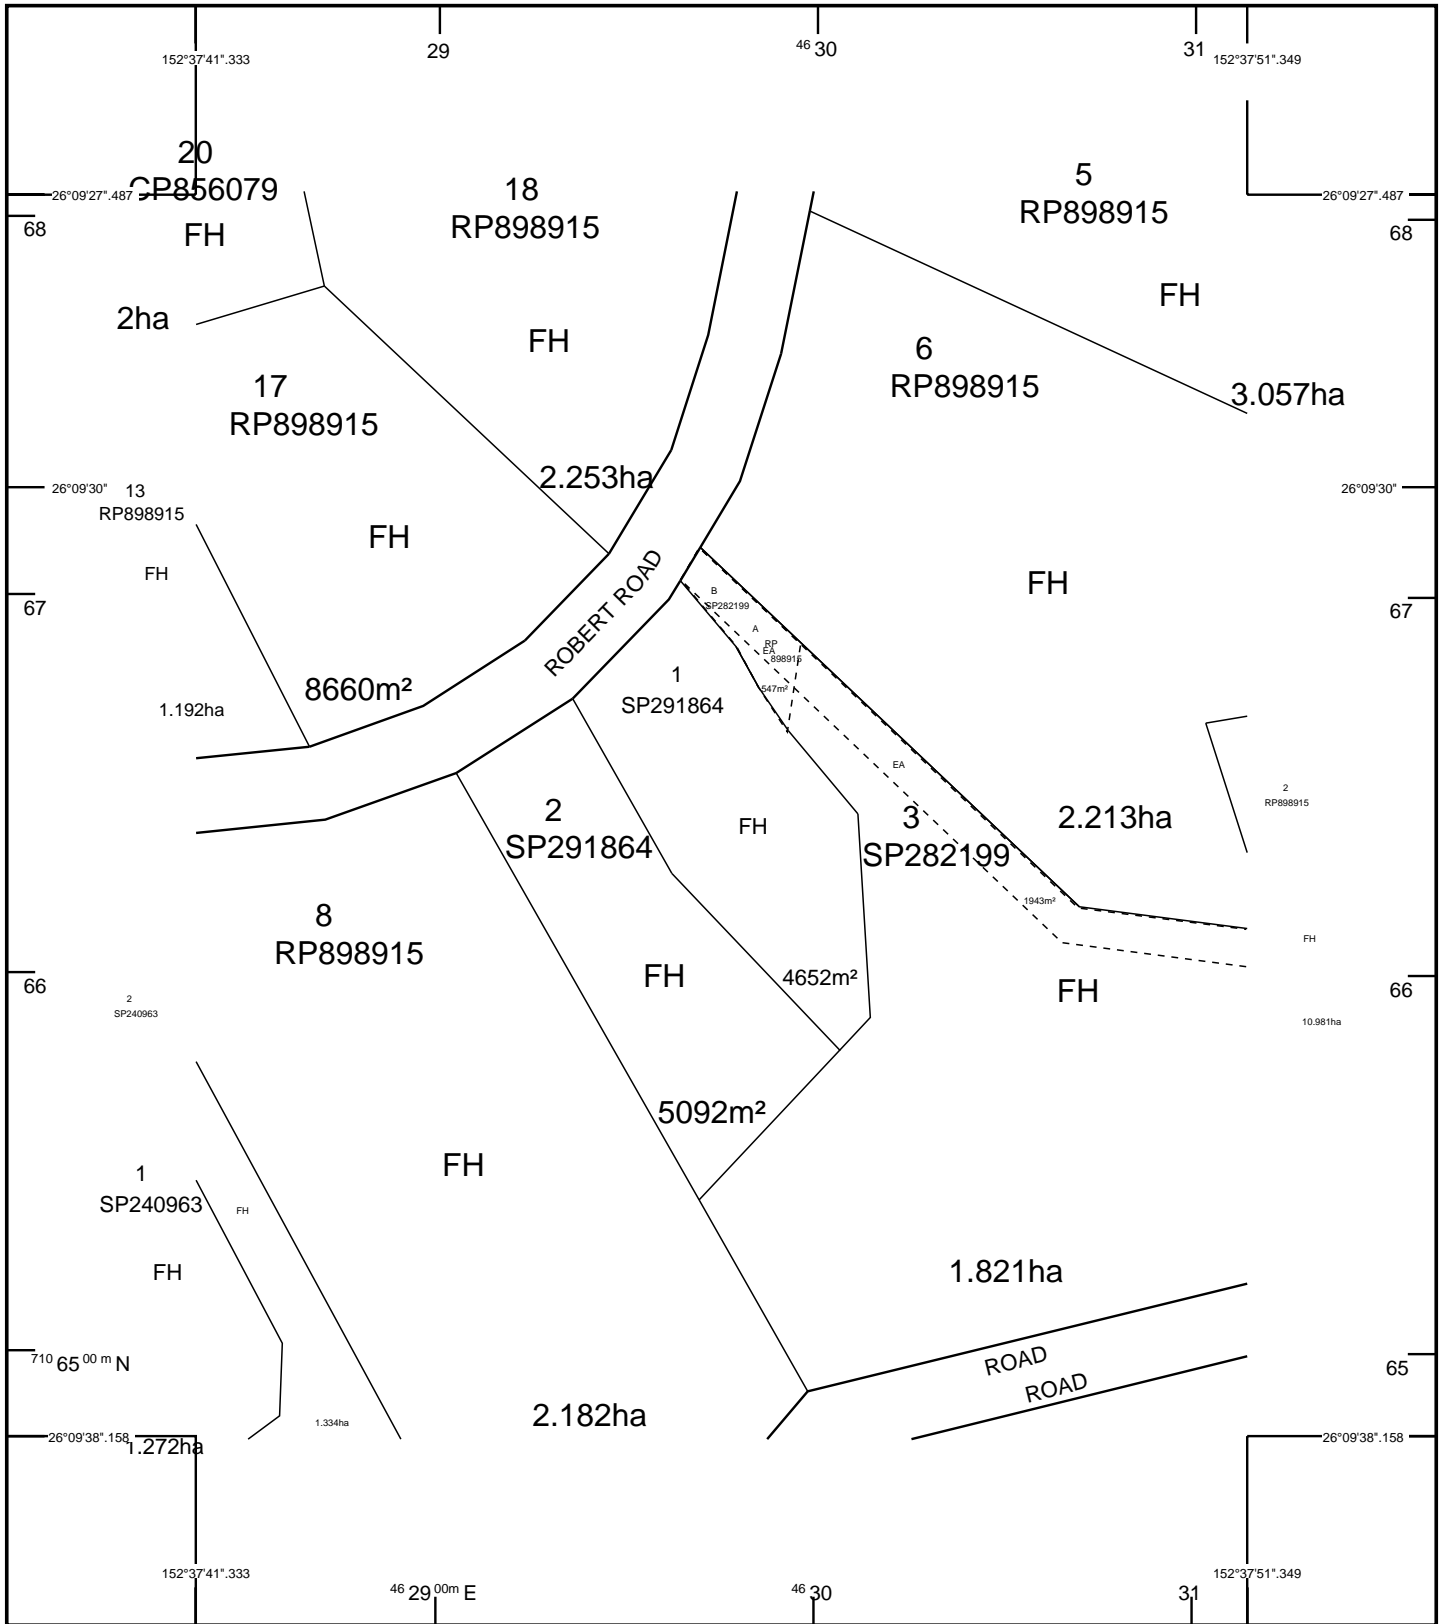 29
46 30
31
152°37'41".333
152°37'51".349
20
CP856079
FH
2ha
26°09'27".487
26°09'27".487
68
68
18
RP898915
FH
2.253ha
5
RP898915
FH
3.057ha
6
RP898915
FH
2.213ha
17
RP898915
FH
8660m²
26°09'30"
26°09'30"
13
RP898915
FH
1.192ha
67
67
ROBERT ROAD
B
SP282199
A
RP
EA
898915
547m²
1
SP291864
FH
4652m²
EA
2
RP898915
FH
10.981ha
2
SP291864
FH
5092m²
3
SP282199
1943m²
FH
1.821ha
8
RP898915
FH
2.182ha
66
66
2
SP240963
FH
1.334ha
1
SP240963
FH
1.272ha
710 65 00 m N
65
ROAD
ROAD
26°09'38".158
26°09'38".158
152°37'41".333
152°37'51".349
46 29 00m E
46 30
31